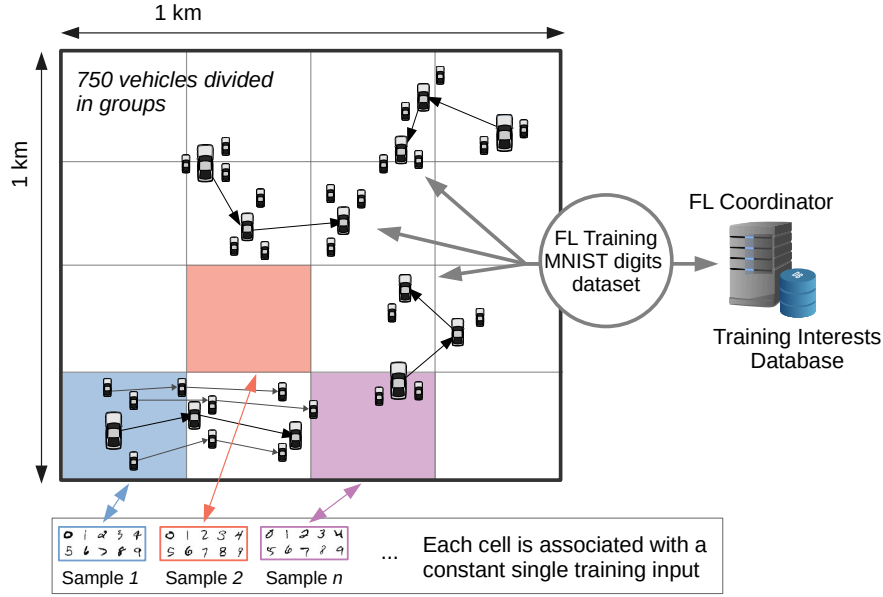 1 km
1 km
750 vehicles divided
in groups
FL Training
MNIST digits
dataset
FL Coordinator
Training Interests
Database
0 1 2 3 4
5 6 7 8 9
Sample 1
0 1 2 3 4
5 6 7 8 9
Sample 2
0 1 2 3 4
5 6 7 8 9
Sample n
...
Each cell is associated with a
constant single training input